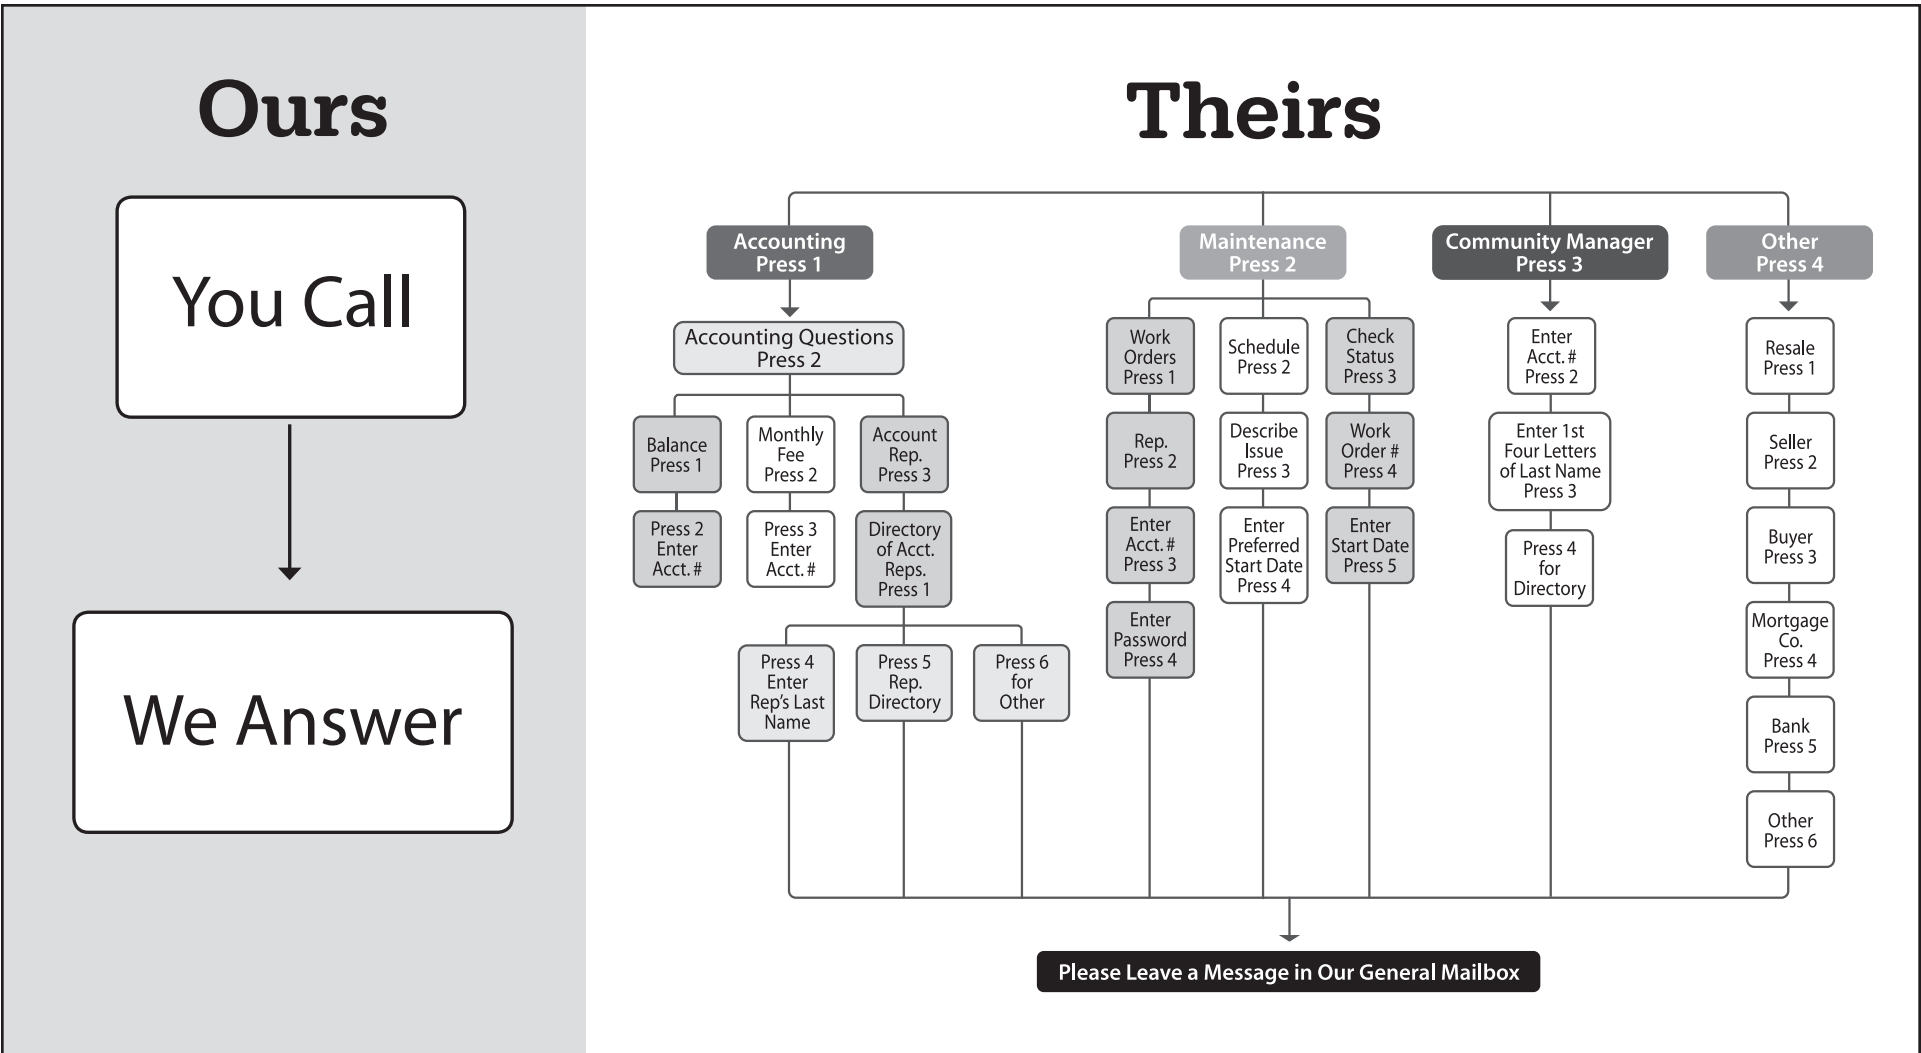 Ours
You Call
We Answer
Theirs
Accounting
Press 1
Accounting Questions
Press 2
Balance
Press 1
Press 2
Enter
Acct. #
Monthly
Fee
Press 2
Press 3
Enter
Acct. #
Account
Rep.
Press 3
Directory
of Acct.
Reps.
Press 1
Press 4
Enter
Rep's Last
Name
Press 5
Rep.
Directory
Press 6
for
Other
Maintenance
Press 2
Work
Orders
Press 1
Rep.
Press 2
Enter
Acct. #
Press 3
Enter
Password
Press 4
Schedule
Press 2
Describe
Issue
Press 3
Enter
Preferred
Start Date
Press 4
Check
Status
Press 3
Work
Order #
Press 4
Enter
Start Date
Press 5
Community Manager
Press 3
Enter
Acct. #
Press 2
Enter 1st
Four Letters
of Last Name
Press 3
Press 4
for
Directory
Other
Press 4
Resale
Press 1
Seller
Press 2
Buyer
Press 3
Mortgage
Co.
Press 4
Bank
Press 5
Other
Press 6
Please Leave a Message in Our General Mailbox